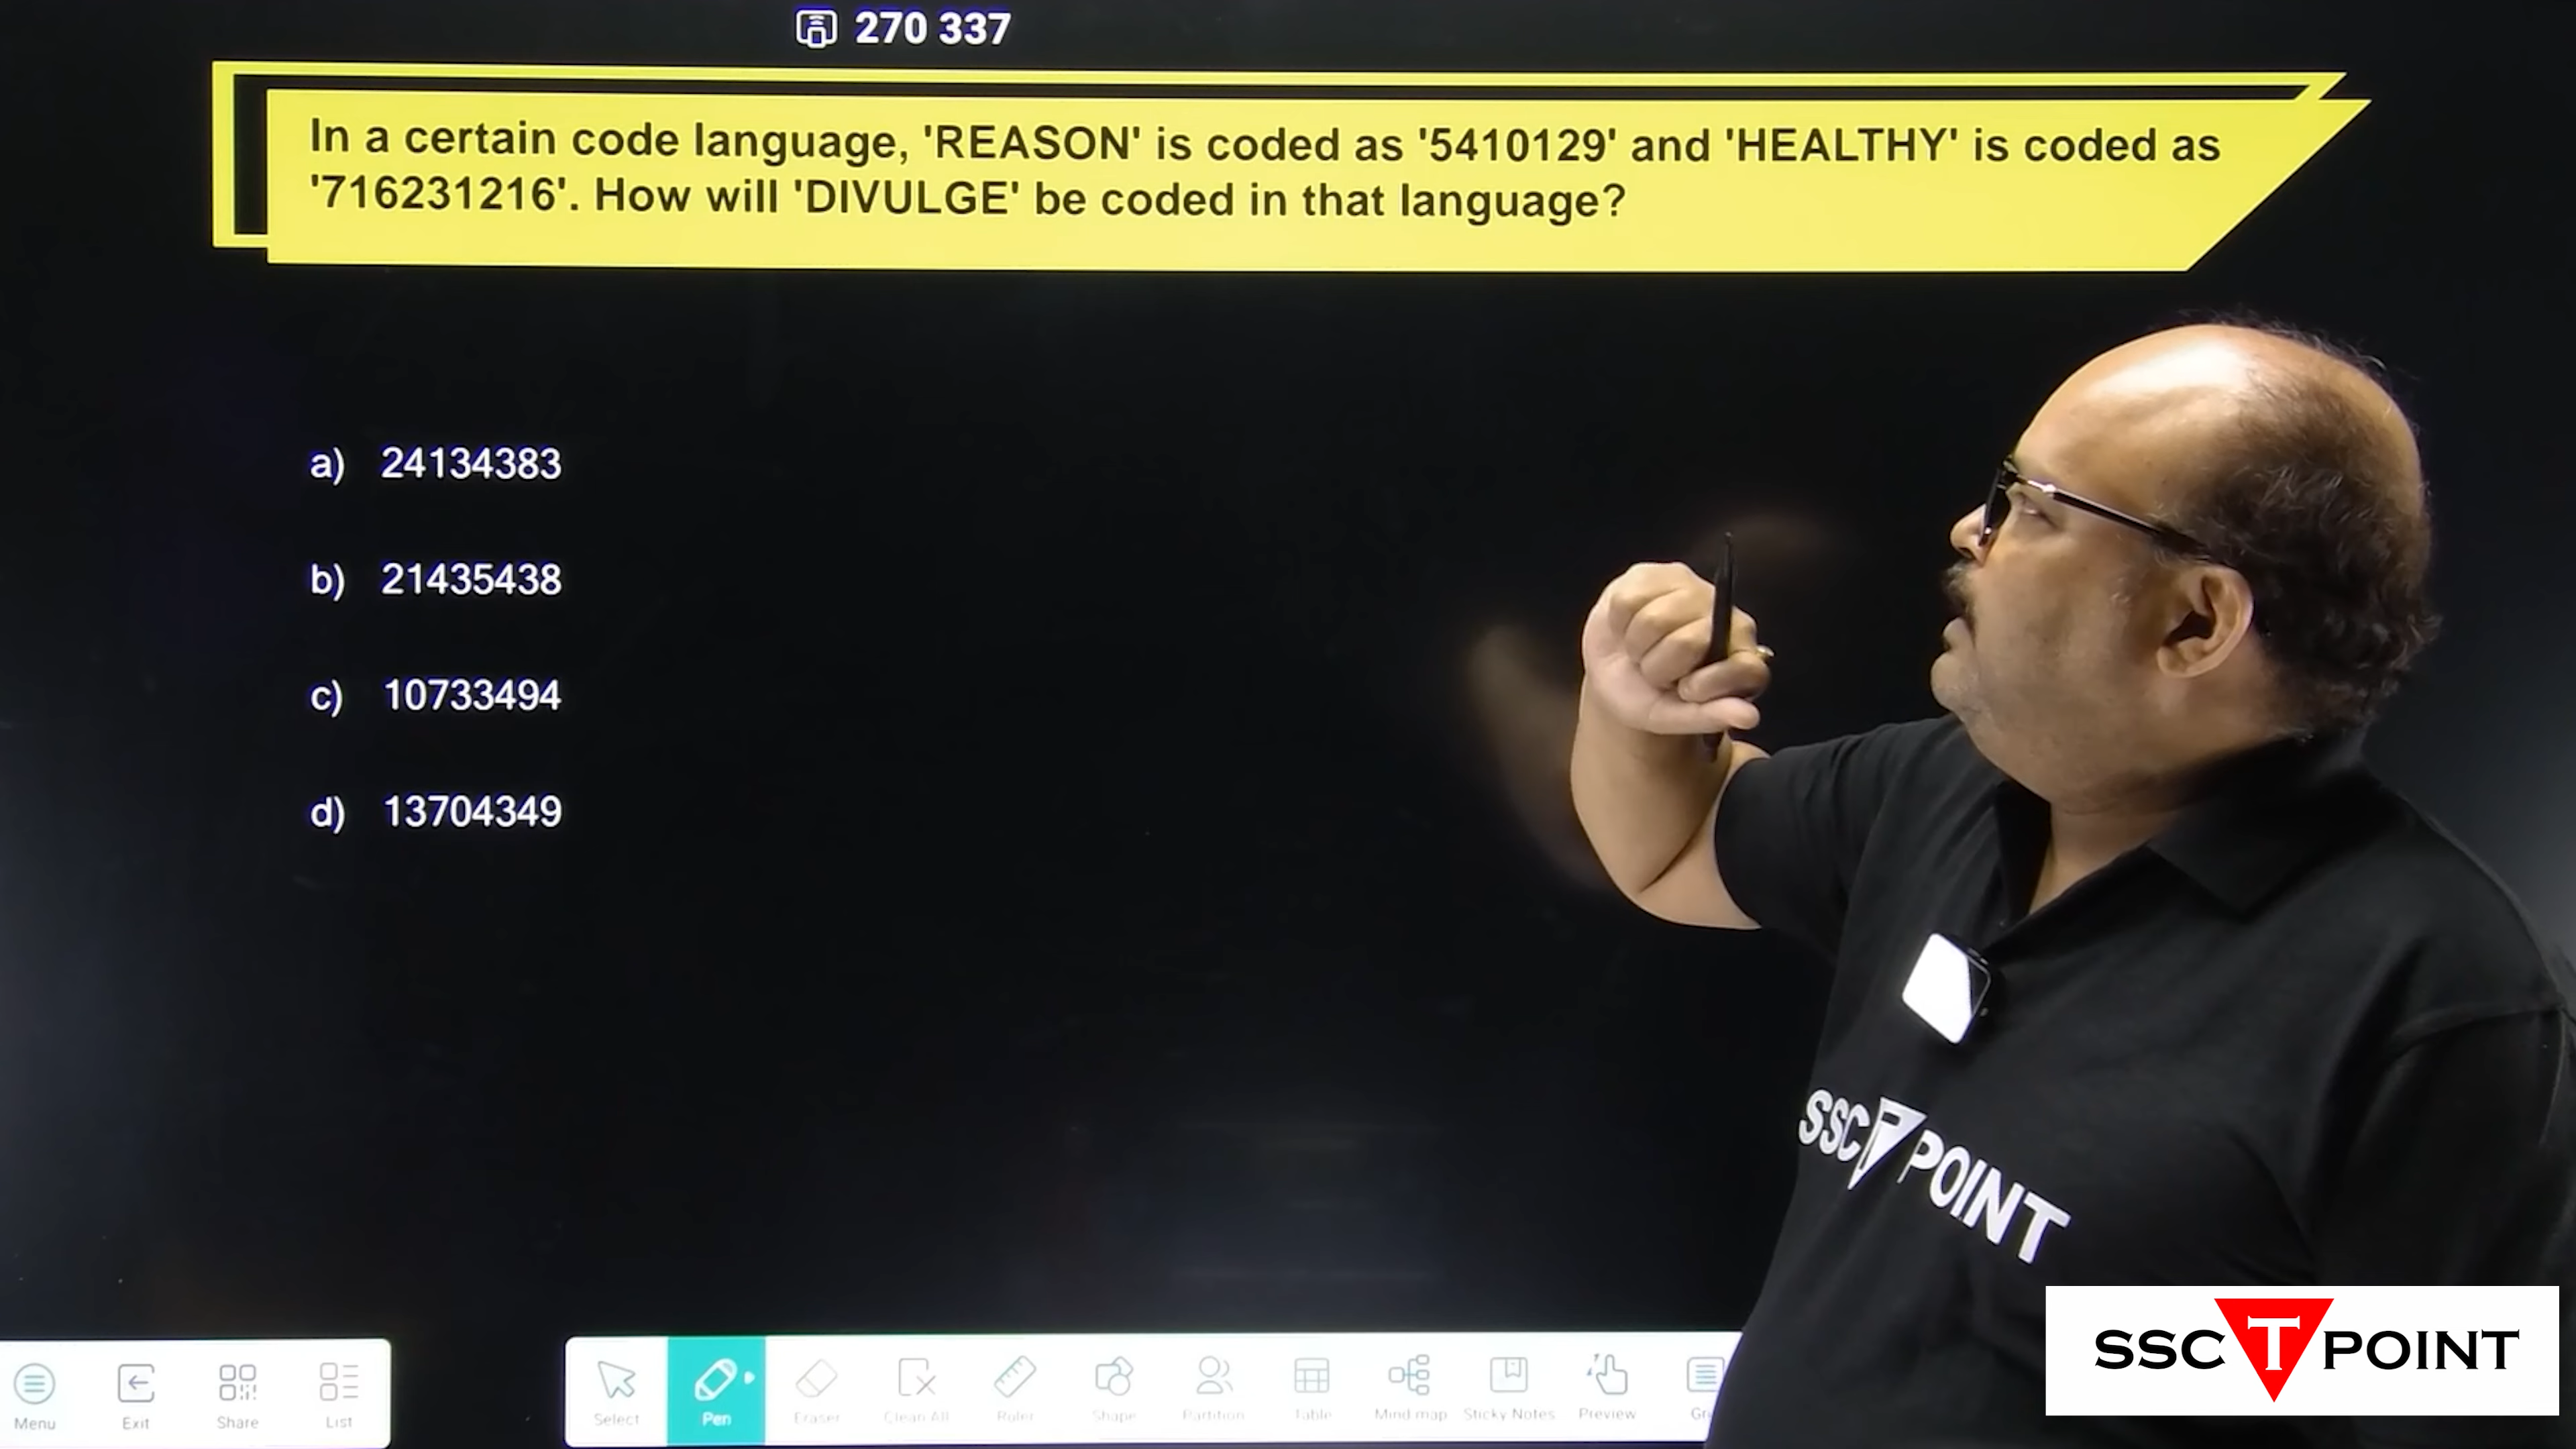 270 337
In a certain code language, 'REASON' is coded as '5410129' and 'HEALTHY' is coded as
'716231216'. How will 'DIVULGE' be coded in that language?
a) 24134383
b) 21435438
c) 10733494
d) 13704349
SSC T POINT
Menu Exit Share List Select Pen Eraser Clean All Ruler Shape Partition Table Mind map Sticky Notes Preview
SSC T POINT